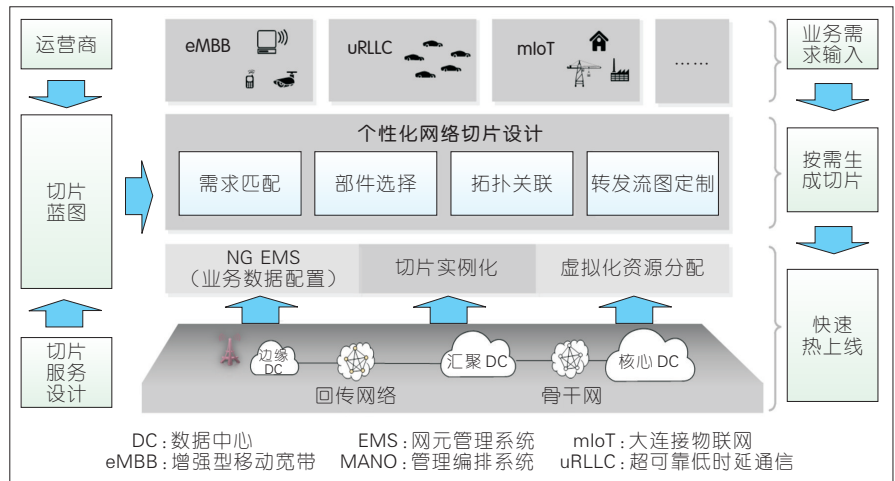 运营商
切片
蓝图
切片
服务
设计
eMBB
uRLLC
mIoT
……
个性化网络切片设计
需求匹配
部件选择
拓扑关联
转发流图定制
NG EMS
（业务数据配置）
切片实例化
虚拟化资源分配
边缘
DC
汇聚 DC
核心 DC
回传网络
骨干网
业务需
求输入
按需生
成切片
快速
热上线
DC：数据中心
EMS：网元管理系统
mIoT：大连接物联网
eMBB：增强型移动宽带
MANO：管理编排系统
uRLLC：超可靠低时延通信